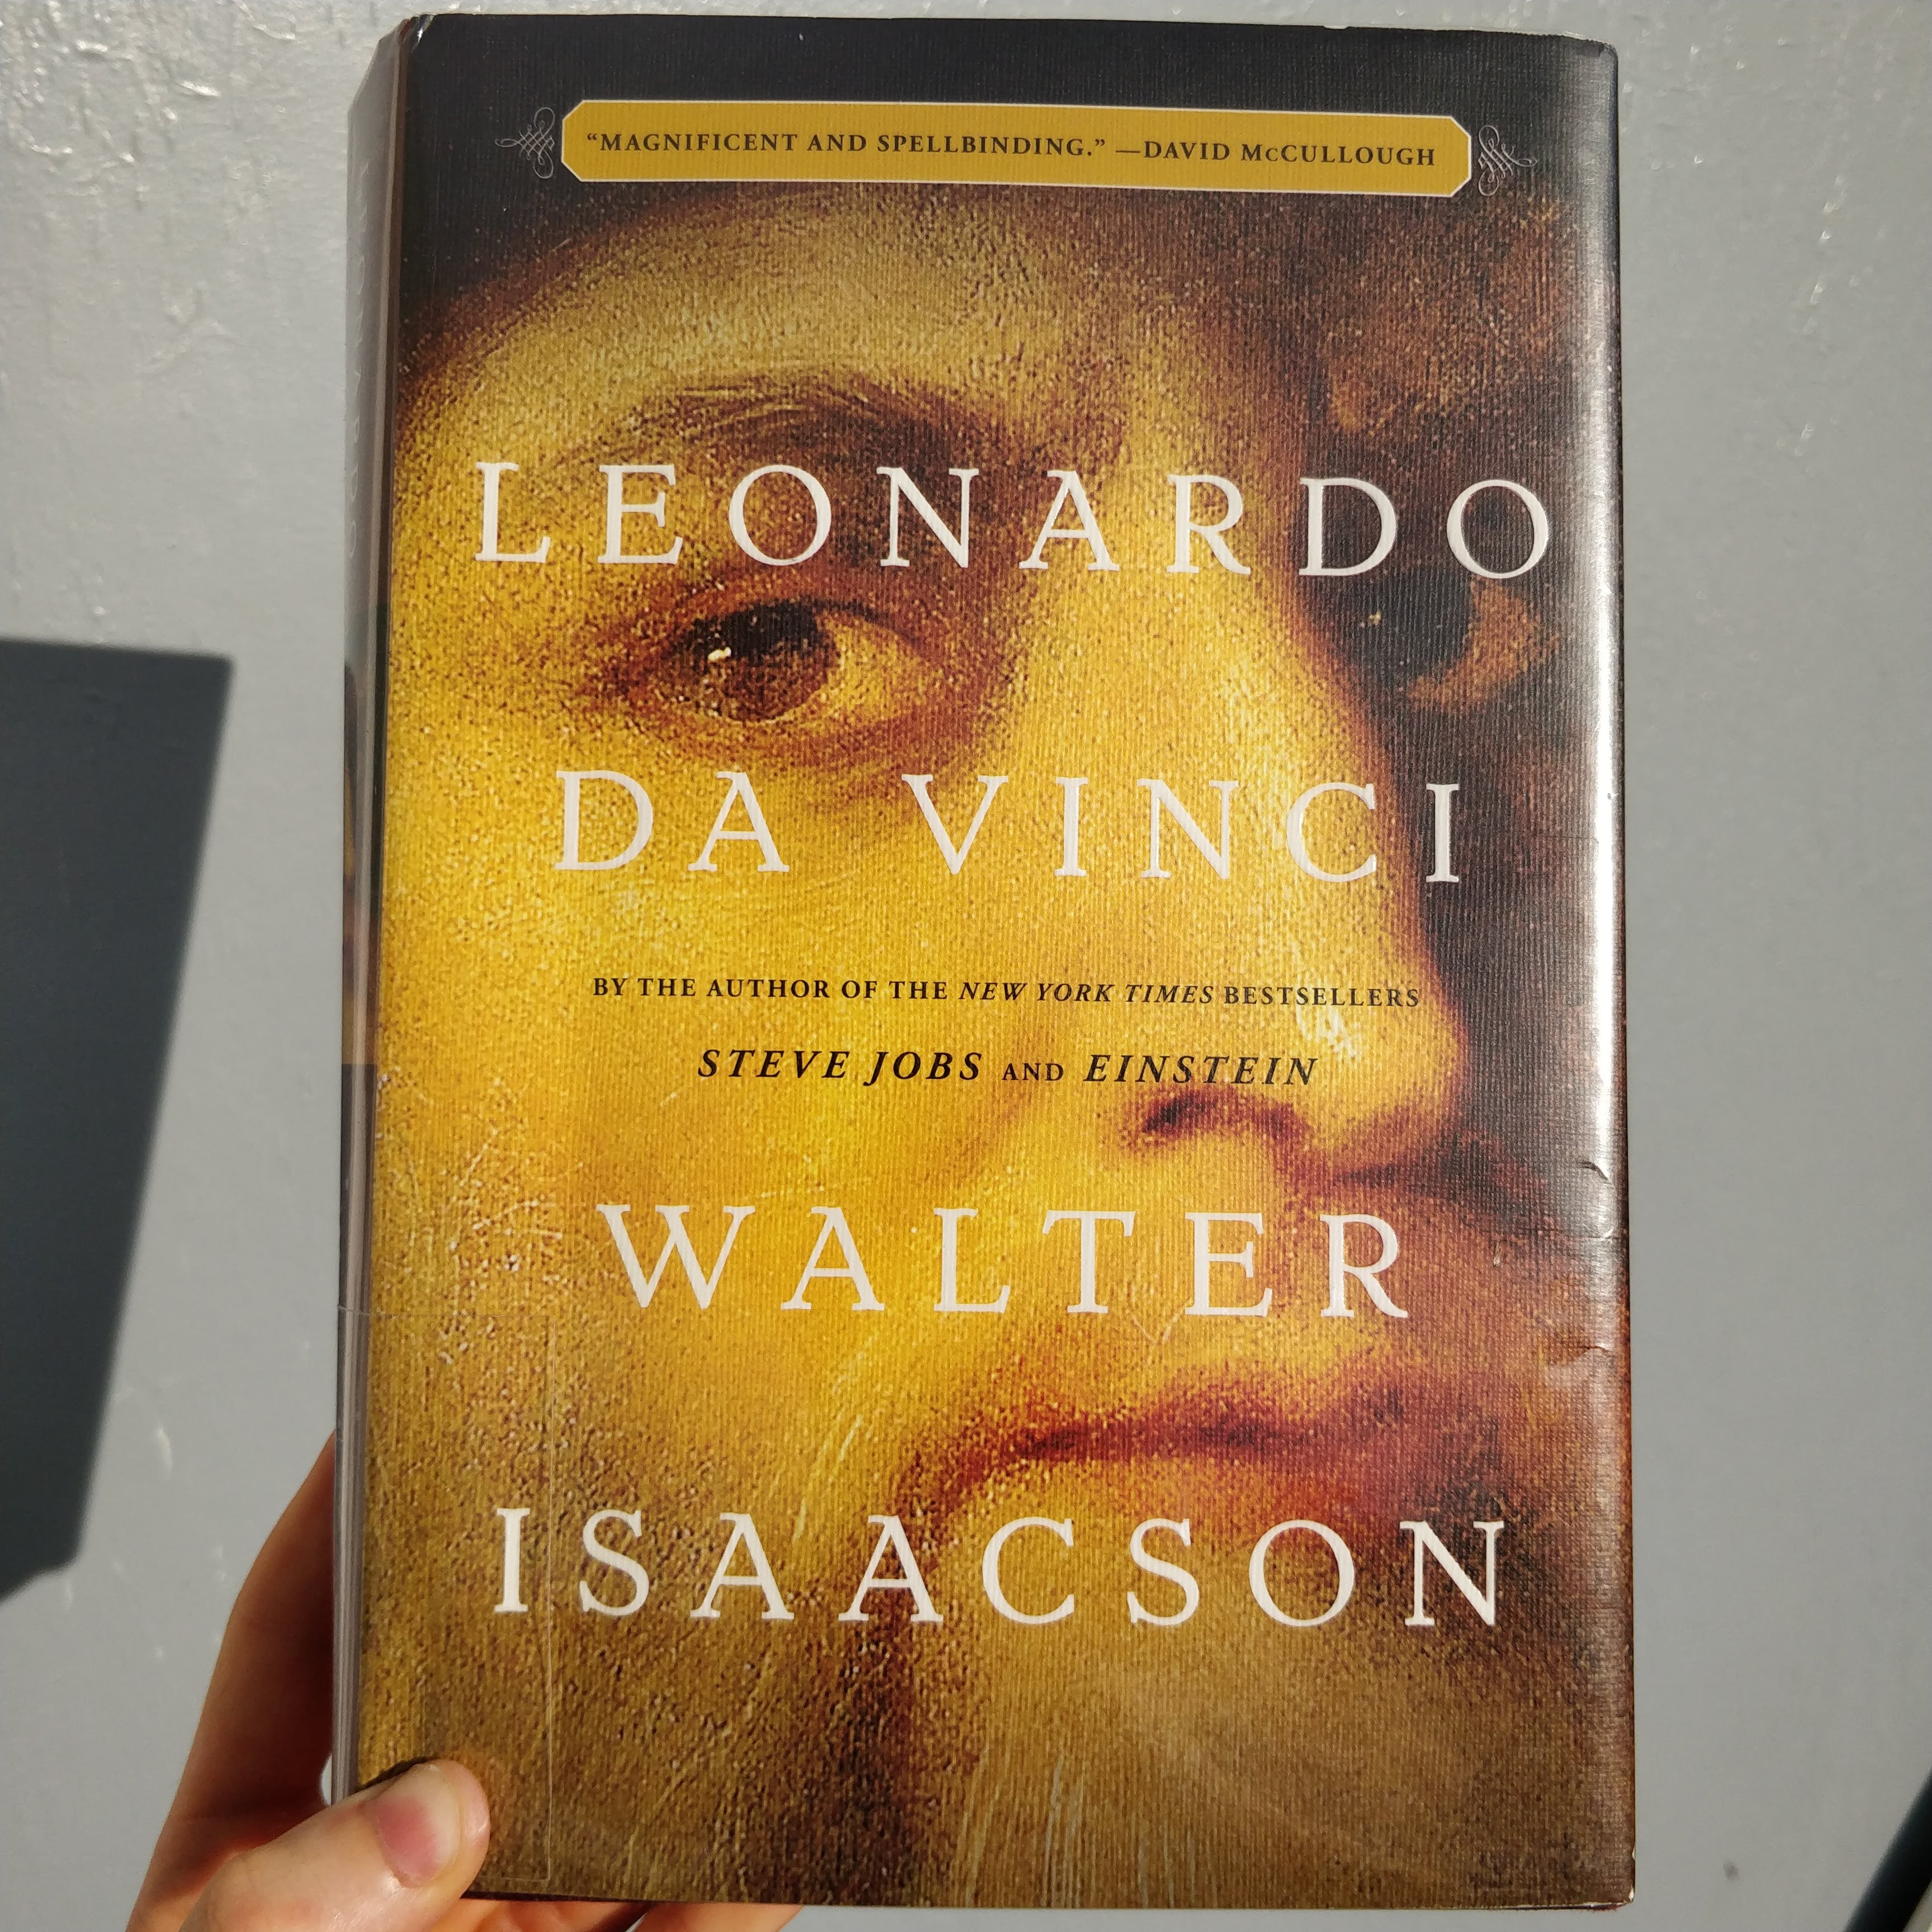 “MAGNIFICENT AND SPELLBINDING.” —DAVID McCULLOUGH
LEONARDO
DA VINCI
BY THE AUTHOR OF THE NEW YORK TIMES BESTSELLERS
STEVE JOBS AND EINSTEIN
WALTER
ISAACSON